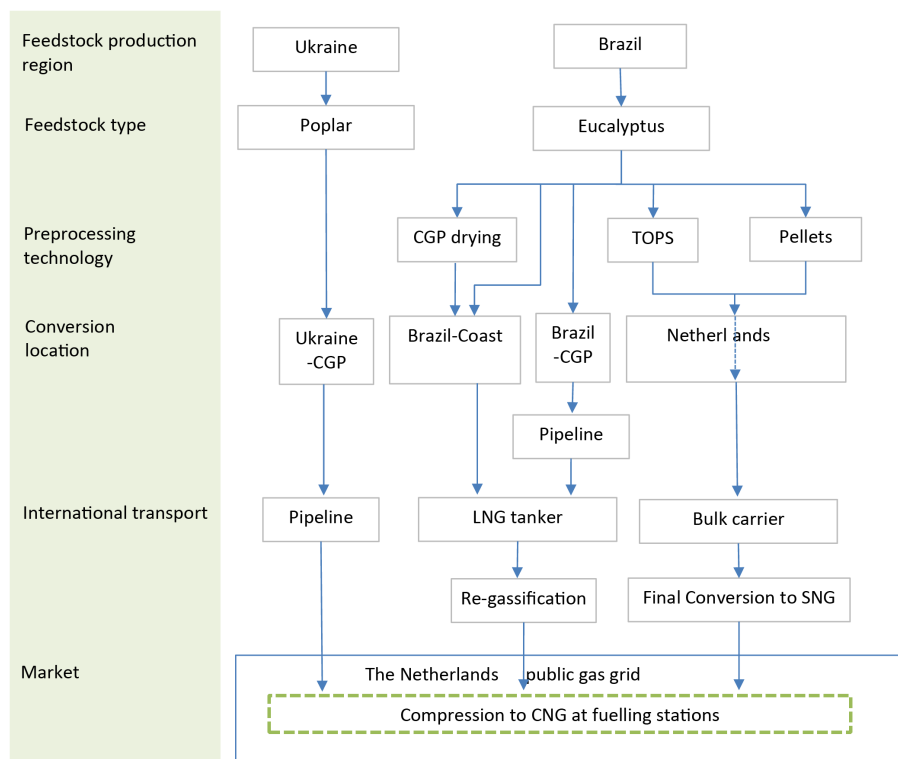 Feedstock production
region
Ukraine
Brazil
Feedstock type
Poplar
Eucalyptus
Preprocessing
technology
CGP drying
TOPS
Pellets
Conversion
location
Ukraine
-CGP
Brazil-Coast
Brazil
-CGP
Netherl ands
Pipeline
International transport
Pipeline
LNG tanker
Bulk carrier
Re-gassification
Final Conversion to SNG
Market
The Netherlands public gas grid
Compression to CNG at fuelling stations